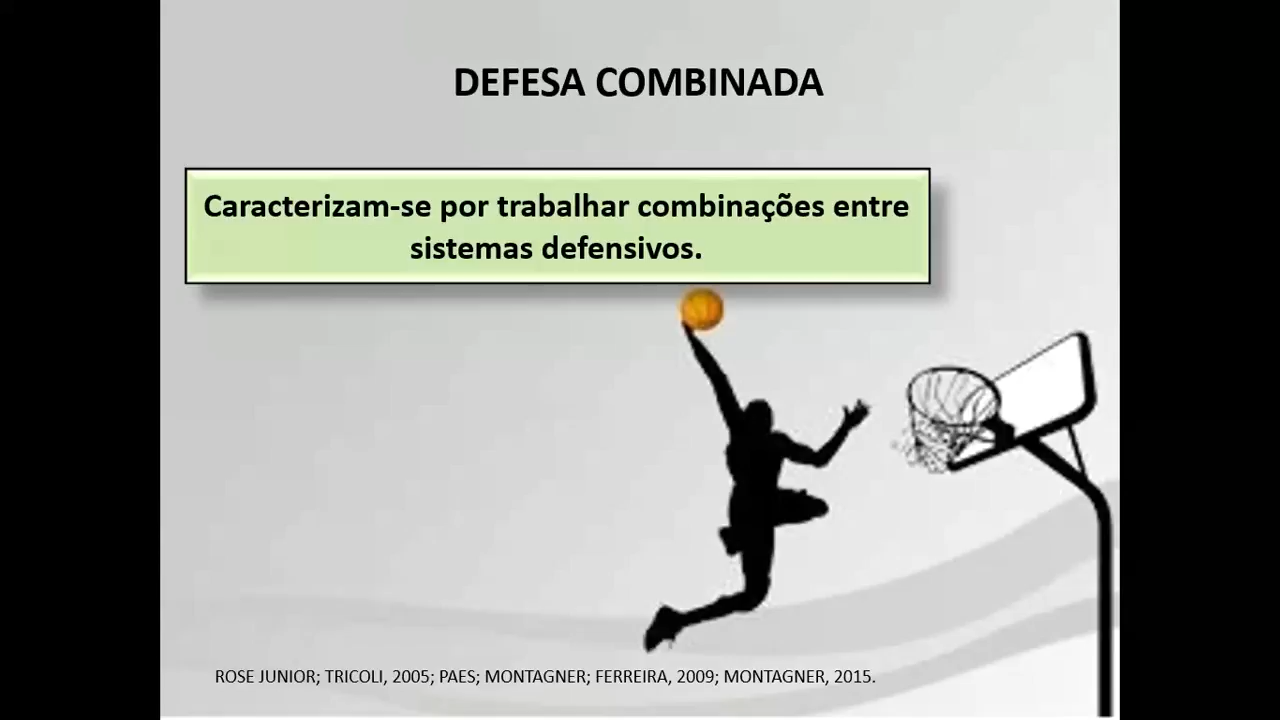 DEFESA COMBINADA
Caracterizam-se por trabalhar combinações entre
sistemas defensivos.
ROSE JUNIOR; TRICOLI, 2005; PAES; MONTAGNER; FERREIRA, 2009; MONTAGNER, 2015.